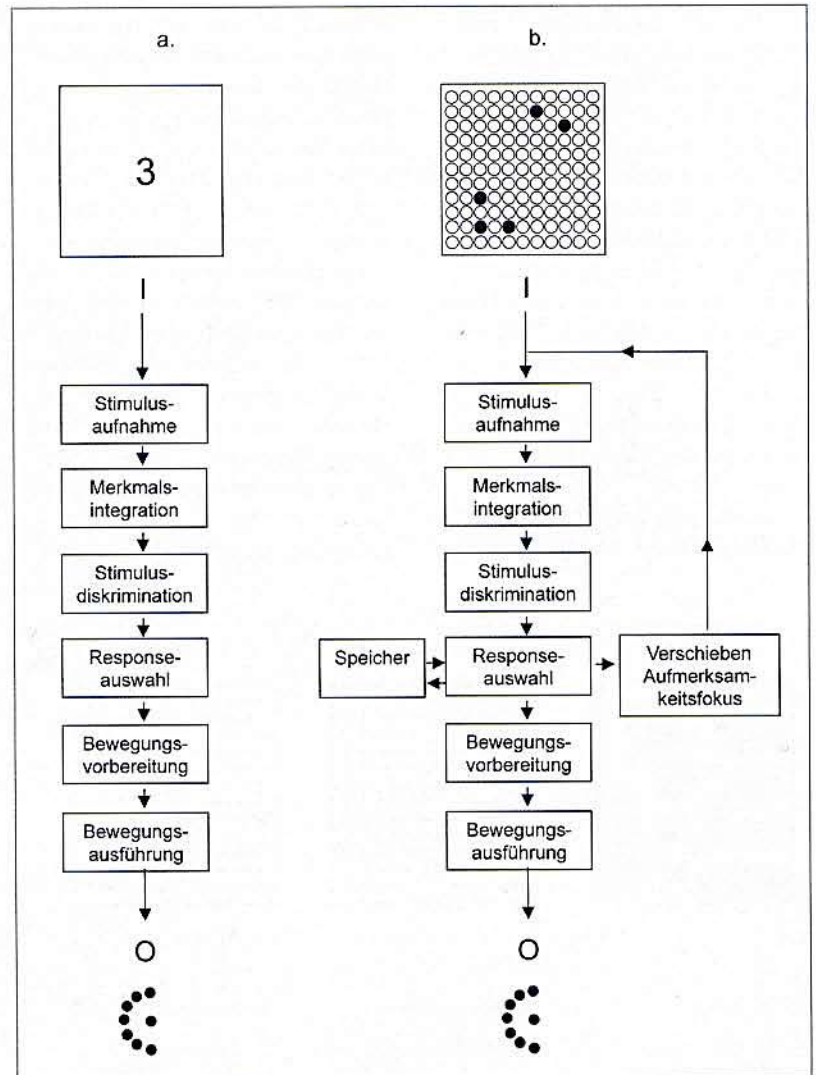 a.
3
I
Stimulus-
aufnahme
Merkmals-
integration
Stimulus-
diskrimination
Response-
auswahl
Bewegungs-
vorbereitung
Bewegungs-
ausführung
O
b.
I
Stimulus-
aufnahme
Merkmals-
integration
Stimulus-
diskrimination
Speicher
Response-
auswahl
Verschieben
Aufmerksam-
keitsfokus
Bewegungs-
vorbereitung
Bewegungs-
ausführung
O